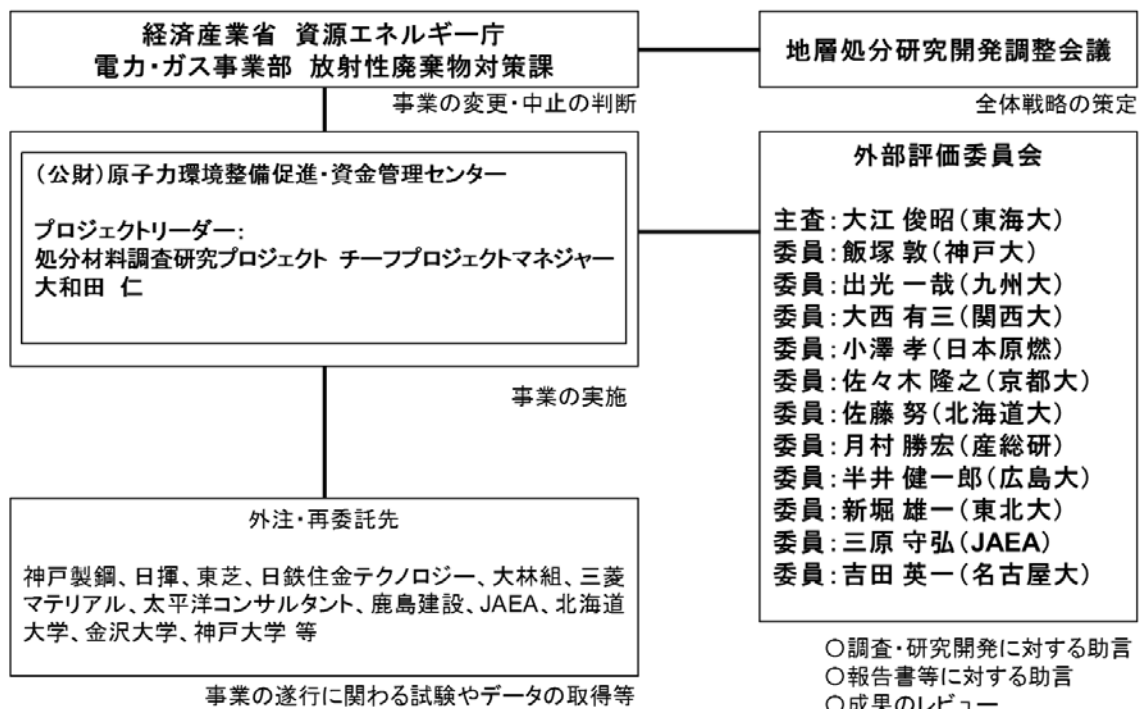 経済産業省 資源エネルギー庁
電力・ガス事業部 放射性廃棄物対策課
地層処分研究開発調整会議
事業の変更・中止の判断
全体戦略の策定
(公財)原子力環境整備促進・資金管理センター
プロジェクトリーダー:
処分材料調査研究プロジェクト チーフプロジェクトマネジャー
大和田 仁
事業の実施
外部評価委員会
主査:大江 俊昭(東海大)
委員:飯塚 敦(神戸大)
委員:出光 一哉(九州大)
委員:大西 有三(関西大)
委員:小澤 孝(日本原燃)
委員:佐々木 隆之(京都大)
委員:佐藤 努(北海道大)
委員:月村 勝宏(産総研)
委員:半井 健一郎(広島大)
委員:新堀 雄一(東北大)
委員:三原 守弘(JAEA)
委員:吉田 英一(名古屋大)
外注・再委託先
神戸製鋼、日揮、東芝、日鉄住金テクノロジー、大林組、三菱
マテリアル、太平洋コンサルタント、鹿島建設、JAEA、北海道
大学、金沢大学、神戸大学 等
事業の遂行に関わる試験やデータの取得等
○調査・研究開発に対する助言
○報告書等に対する助言
○成果のレビュー